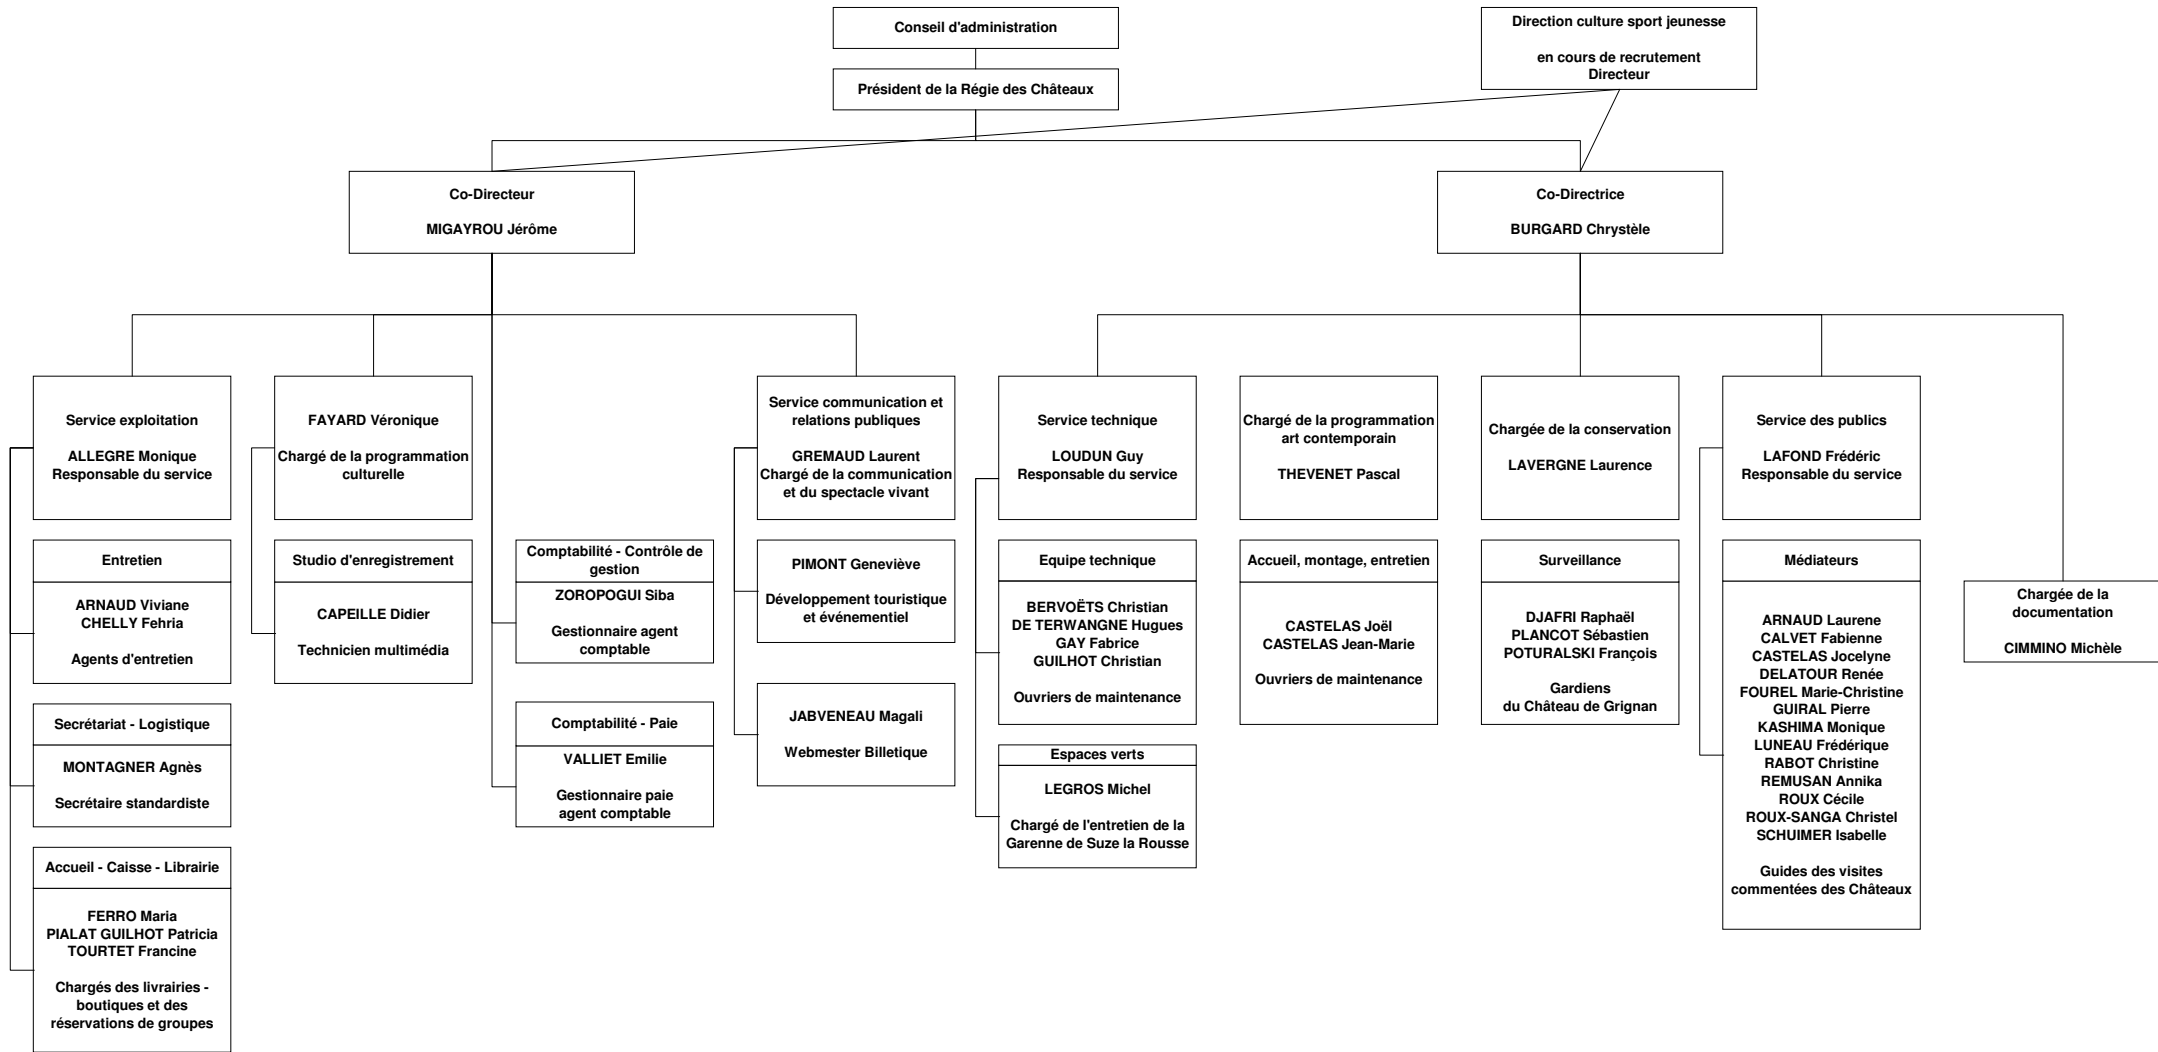 Conseil d'administration
Président de la Régie des Châteaux
Direction culture sport jeunesse
en cours de recrutement
Directeur
Co-Directeur
MIGAYROU Jérôme
Co-Directrice
BURGARD Chrystèle
Service exploitation
ALLEGRE Monique
Responsable du service
Entretien
ARNAUD Viviane
CHELLY Fehria
Agents d'entretien
Secrétariat - Logistique
MONTAGNER Agnès
Secrétaire standardiste
Accueil - Caisse - Librairie
FERRO Maria
PIALAT GUILHOT Patricia
TOURTET Francine
Chargés des livrairies -
boutiques et des
réservations de groupes
FAYARD Véronique
Chargé de la programmation
culturelle
Studio d'enregistrement
CAPEILLE Didier
Technicien multimédia
Comptabilité - Contrôle de
gestion
ZOROPOGUI Siba
Gestionnaire agent
comptable
Comptabilité - Paie
VALLIET Emilie
Gestionnaire paie
agent comptable
Service communication et
relations publiques
GREMAUD Laurent
Chargé de la communication
et du spectacle vivant
PIMONT Geneviève
Développement touristique
et événementiel
JABVENEAU Magali
Webmester Billetique
Service technique
LOUDUN Guy
Responsable du service
Equipe technique
BERVOËTS Christian
DE TERWANGNE Hugues
GAY Fabrice
GUILHOT Christian
Ouvriers de maintenance
Espaces verts
LEGROS Michel
Chargé de l'entretien de la
Garenne de Suze la Rousse
Chargé de la programmation
art contemporain
THEVENET Pascal
Accueil, montage, entretien
CASTELAS Joël
CASTELAS Jean-Marie
Ouvriers de maintenance
Chargée de la conservation
LAVERGNE Laurence
Surveillance
DJAFRI Raphaël
PLANCOT Sébastien
POTURALSKI François
Gardiens
du Château de Grignan
Service des publics
LAFOND Frédéric
Responsable du service
Médiateurs
ARNAUD Laurene
CALVET Fabienne
CASTELAS Jocelyne
DELATOUR Renée
FOUREL Marie-Christine
GUIRAL Pierre
KASHIMA Monique
LUNEAU Frédérique
RABOT Christine
REMUSAN Annika
ROUX Cécile
ROUX-SANGA Christel
SCHUIMER Isabelle
Guides des visites
commentées des Châteaux
Chargée de la
documentation
CIMMINO Michèle